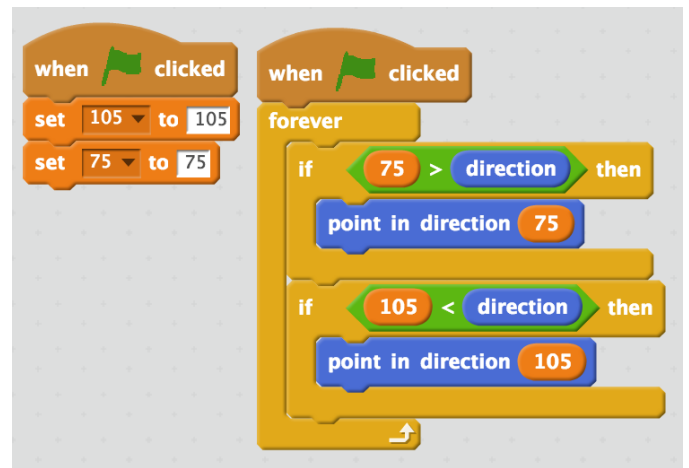 when clicked
set 105 to 105
set 75 to 75
when clicked
forever
if 75 > direction then
point in direction 75
if 105 < direction then
point in direction 105